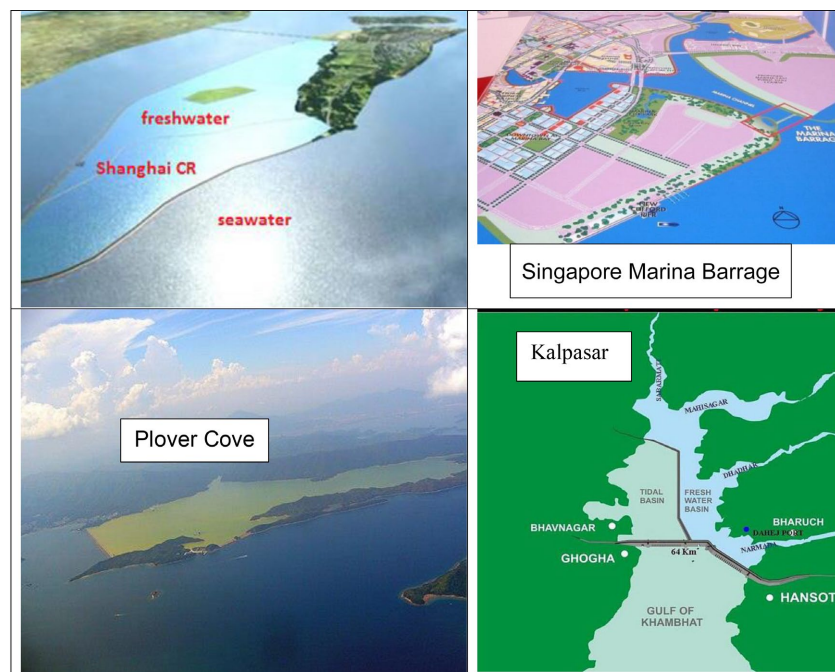 freshwater
Shanghai CR
seawater
THE
MARINA
BARRAGE
Singapore Marina Barrage
Plover Cove
Kalpasar
SABARMATI
MAHISAGAR
DHADHAR
TIDAL
BASIN
FRESH
WATER
BASIN
BHAVNAGAR
BHARUCH
DAHEJ PORT
NARMADA
GHOGHA
64 Km
HANSOT
GULF OF
KHAMBHAT